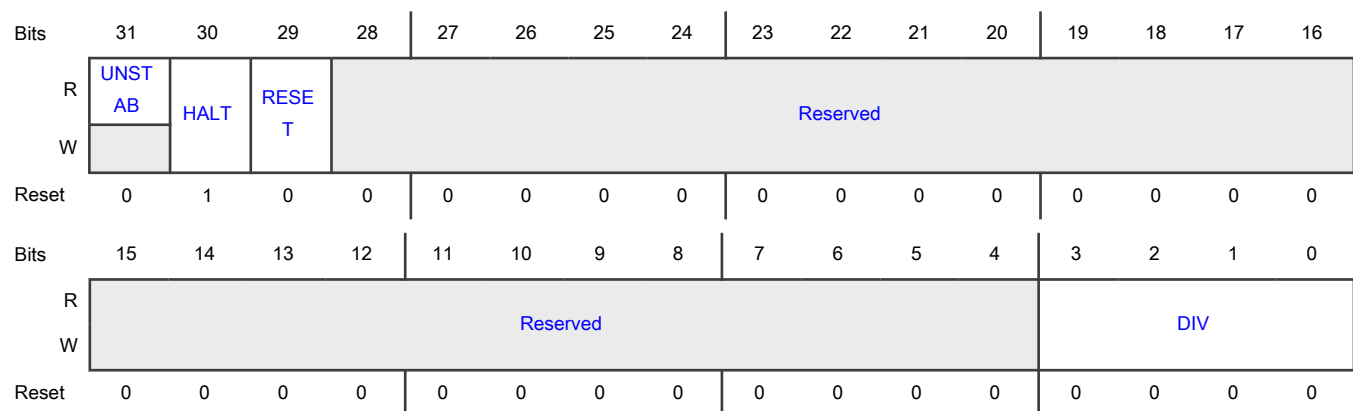 Bits 31 30 29 28 27 26 25 24 23 22 21 20 19 18 17 16
R UNST
AB HALT RESE
T Reserved
W
Reset 0 1 0 0 0 0 0 0 0 0 0 0 0 0 0 0
Bits 15 14 13 12 11 10 9 8 7 6 5 4 3 2 1 0
R
Reserved DIV
W
Reset 0 0 0 0 0 0 0 0 0 0 0 0 0 0 0 0